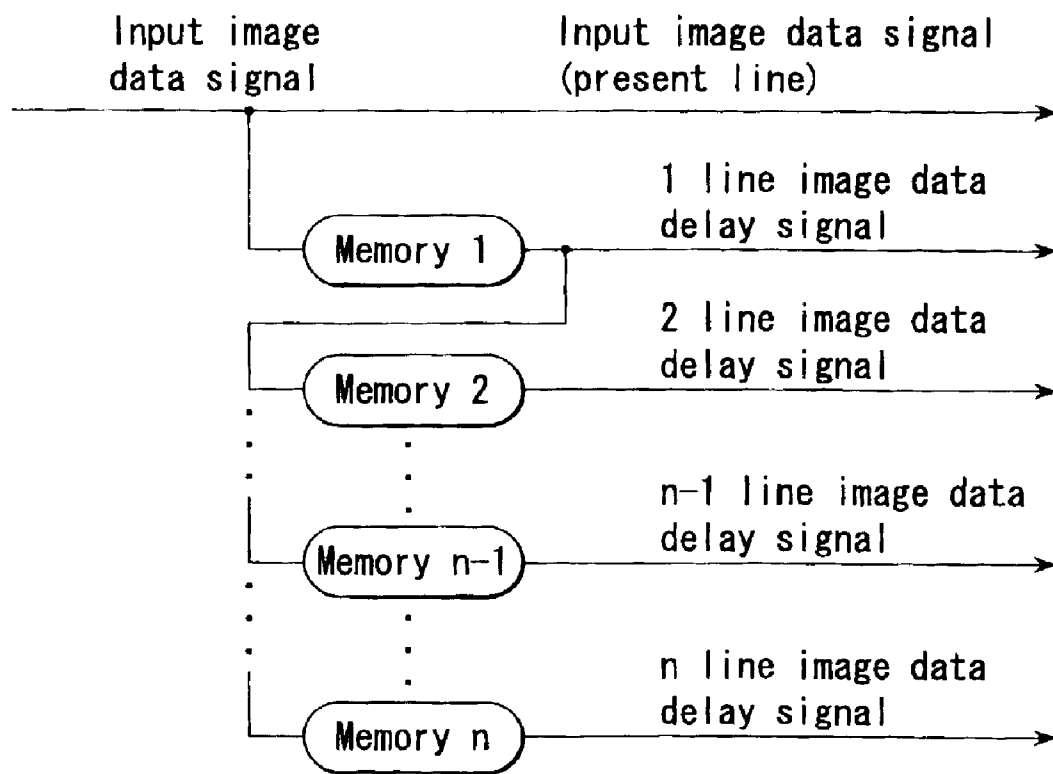 Input image
data signal
Input image data signal
(present line)
1 line image data
delay signal
Memory 1
2 line image data
delay signal
Memory 2
n-1 line image data
delay signal
Memory n-1
n line image data
delay signal
Memory n